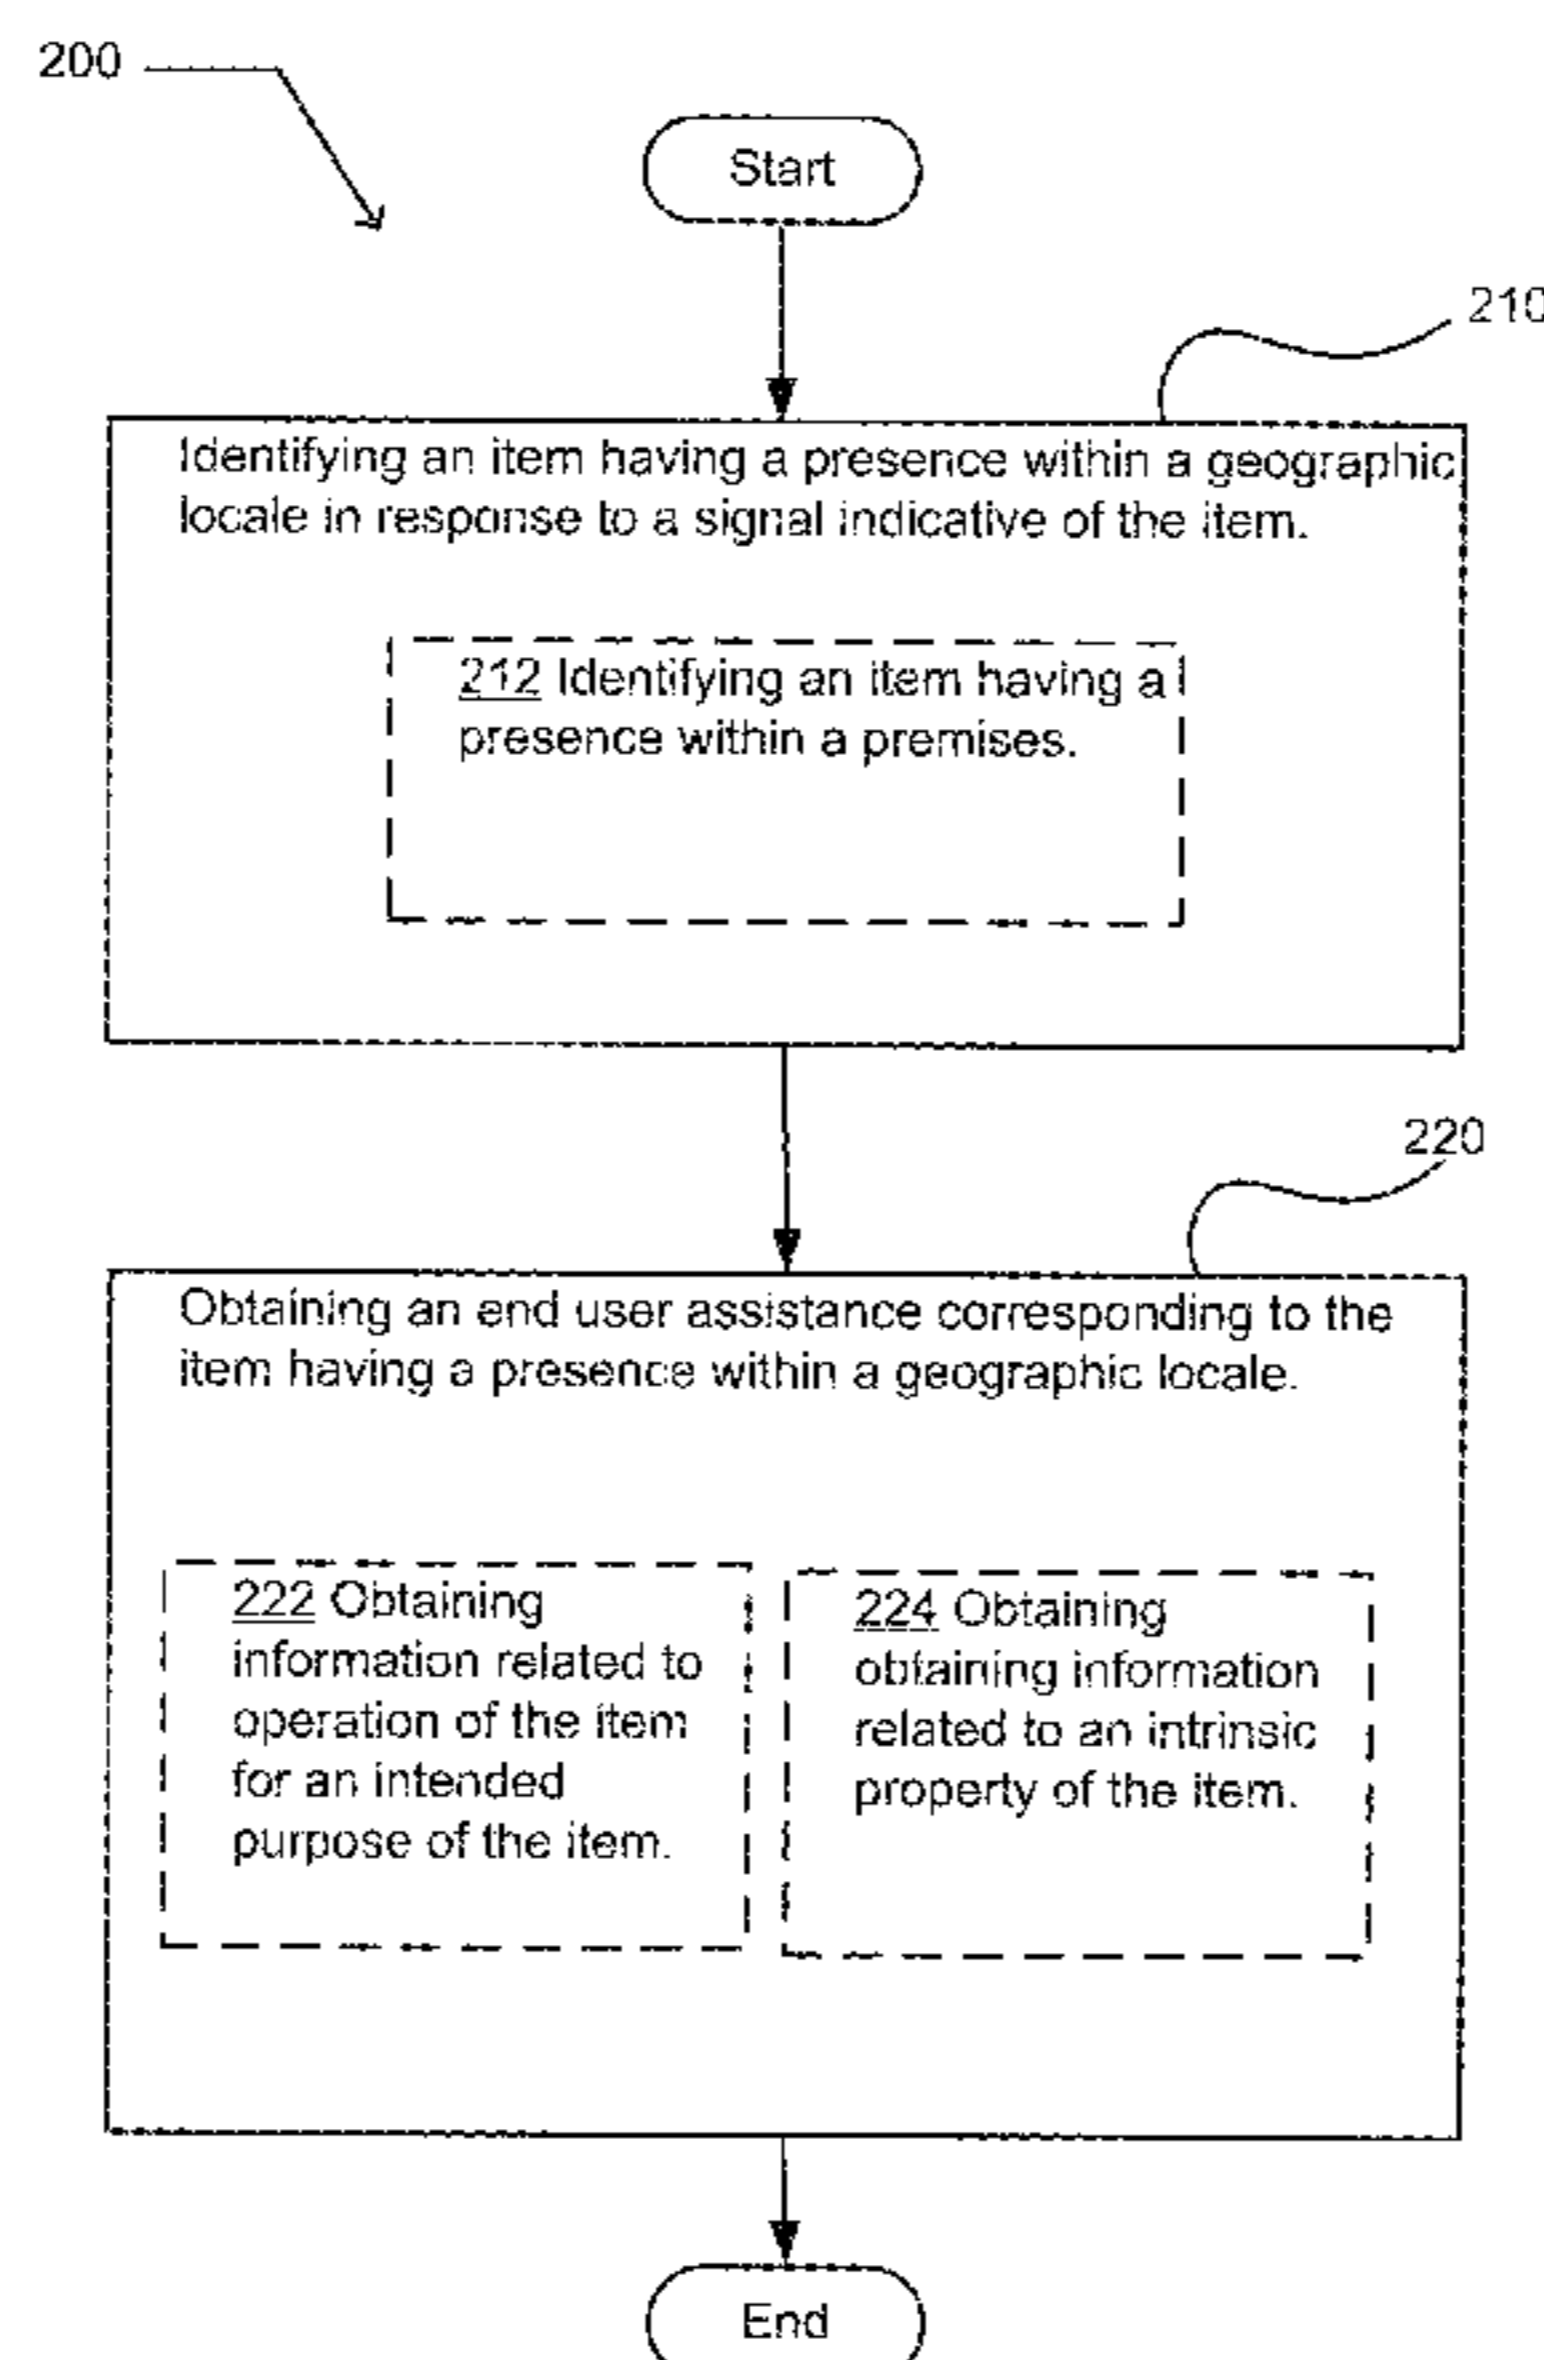 200
Start
210
Identifying an item having a presence within a geographic
locale in response to a signal indicative of the item.
212 Identifying an item having a
presence within a premises.
220
Obtaining an end user assistance corresponding to the
item having a presence within a geographic locale.
222 Obtaining
information related to
operation of the item
for an intended
purpose of the item.
224 Obtaining
obtaining information
related to an intrinsic
property of the item.
End